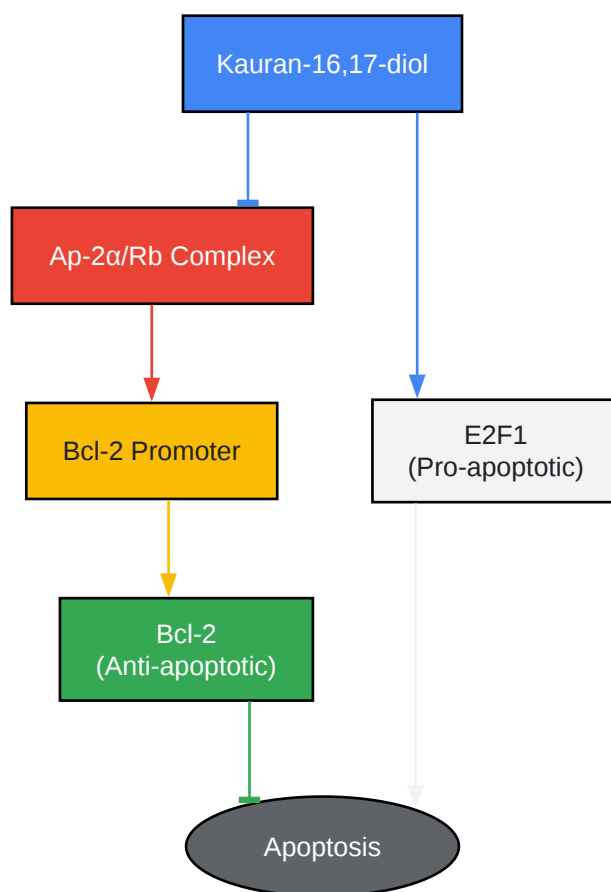 Kauran-16,17-diol
Ap-2α/Rb Complex
Bcl-2 Promoter
E2F1
(Pro-apoptotic)
Bcl-2
(Anti-apoptotic)
Apoptosis